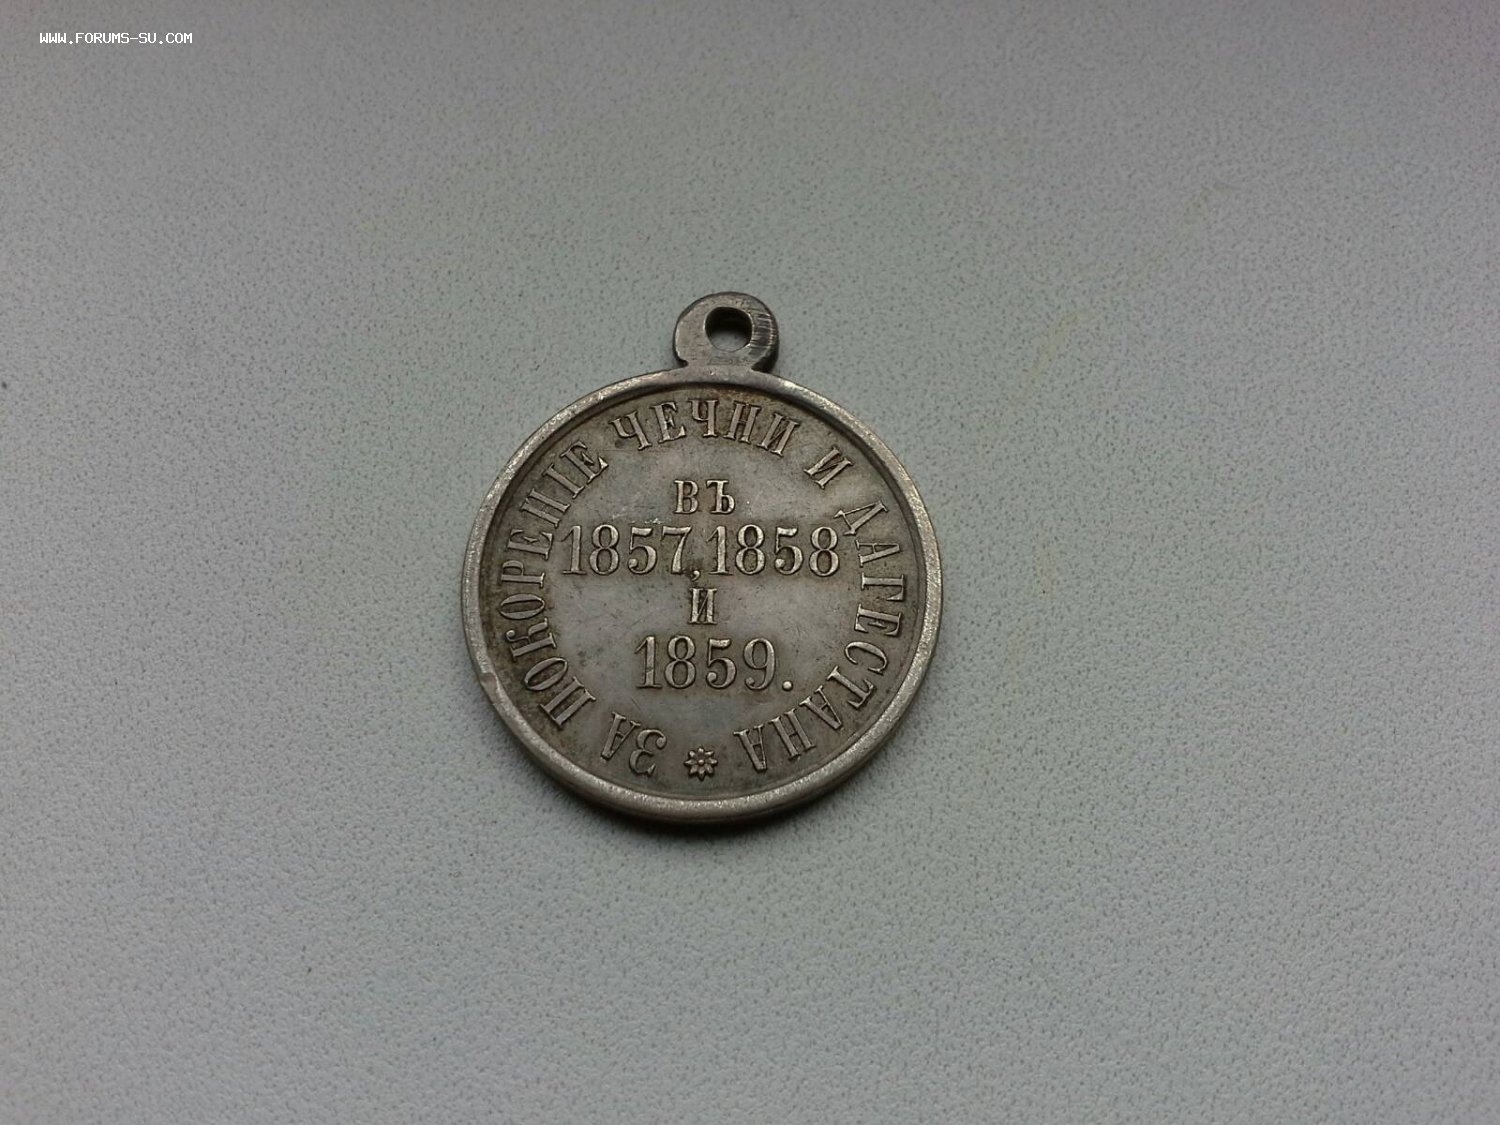 WWW.FORUMS-SU.COM
ЗА ПОКОРЕНІЕ ЧЕЧНИ И ДАГЕСТАНА
ВЪ
1857, 1858
И
1859.